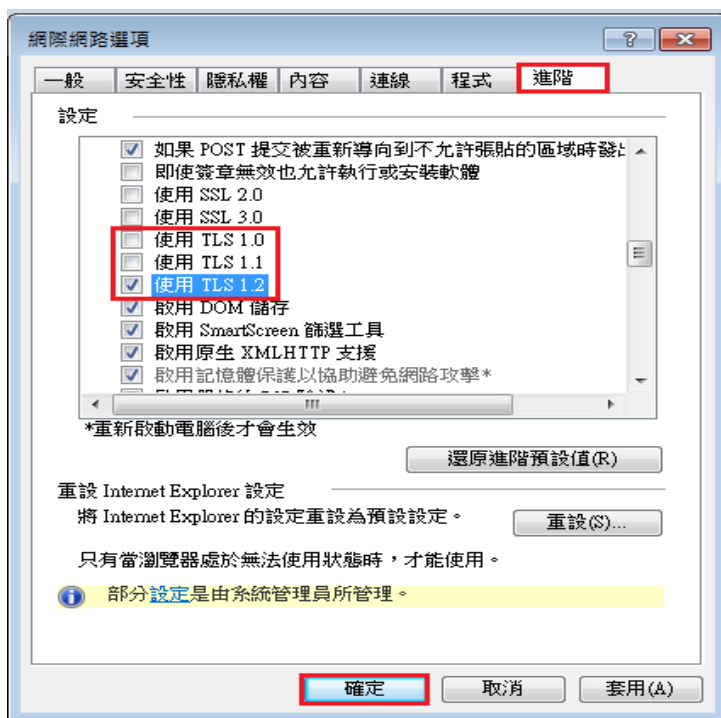 網際網路選項
一般 安全性 隱私權 內容 連線 程式 進階
設定
如果 POST 提交被重新導向到不允許張貼的區域時發出
即使簽章無效也允許執行或安裝軟體
使用 SSL 2.0
使用 SSL 3.0
使用 TLS 1.0
使用 TLS 1.1
使用 TLS 1.2
啟用 DOM 儲存
啟用 SmartScreen 篩選工具
啟用原生 XMLHTTP 支援
啟用記憶體保護以協助避免網路攻擊*
*重新啟動電腦後才會生效
還原進階預設值(R)
重設 Internet Explorer 設定
將 Internet Explorer 的設定重設為預設設定。
重設(S)...
只有當瀏覽器處於無法使用狀態時，才能使用。
部分設定是由系統管理員所管理。
確定 取消 套用(A)